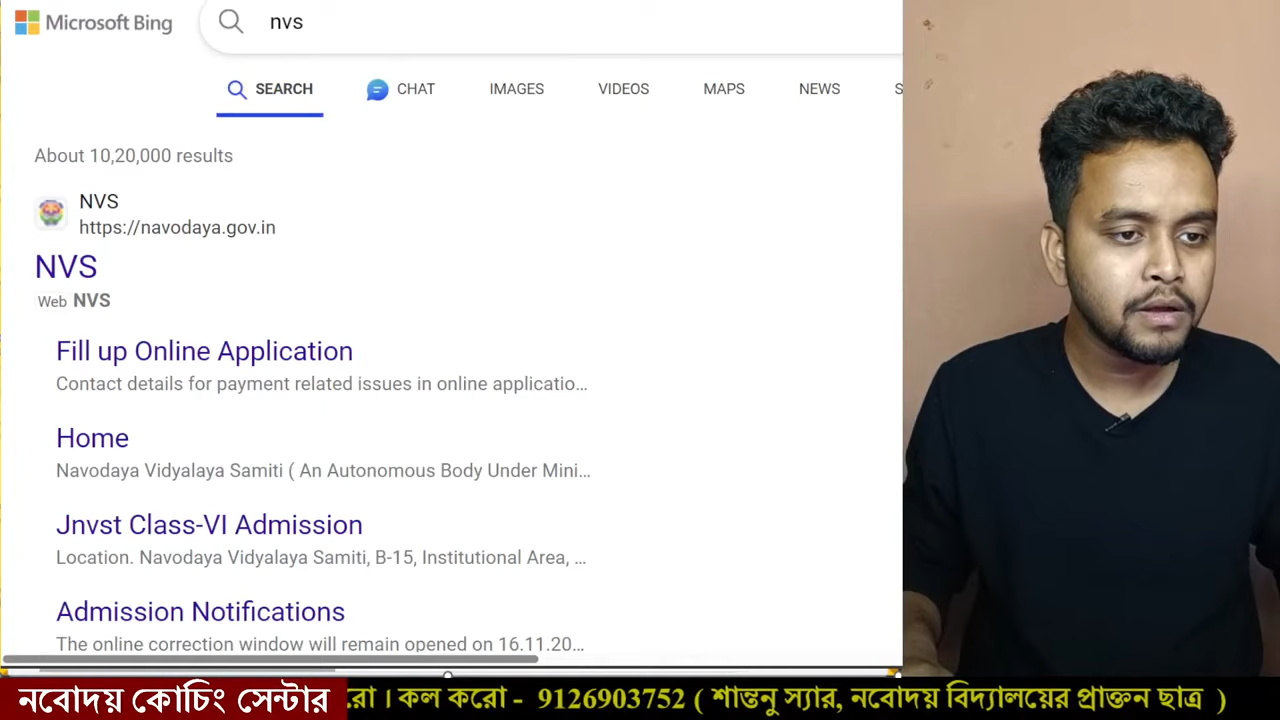 Microsoft Bing
nvs
SEARCH
CHAT
IMAGES
VIDEOS
MAPS
NEWS
S
About 10,20,000 results
NVS
https://navodaya.gov.in
NVS
Web NVS
Fill up Online Application
Contact details for payment related issues in online applicatio...
Home
Navodaya Vidyalaya Samiti ( An Autonomous Body Under Mini...
Jnvst Class-VI Admission
Location. Navodaya Vidyalaya Samiti, B-15, Institutional Area, ...
Admission Notifications
The online correction window will remain opened on 16.11.20...
নবোদয় কোচিং সেন্টার
রো । কল করো - 9126903752 ( শান্তনু স্যার, নবোদয় বিদ্যালয়ের প্রাক্তন ছাত্র )